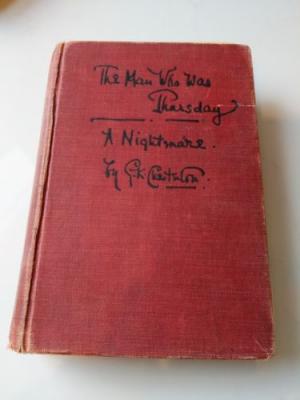 The Man Who Was
Thursday
A Nightmare.
by G.K. Chesterton.